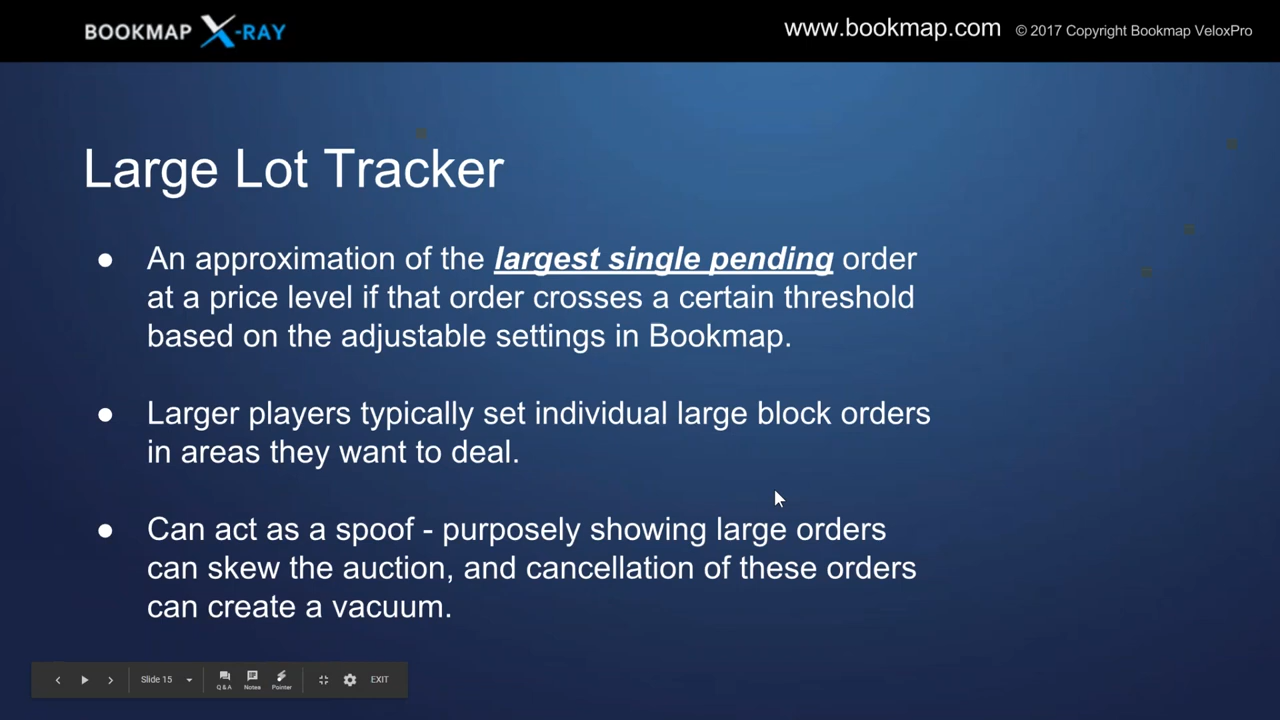 BOOKMAP X-RAY
www.bookmap.com © 2017 Copyright Bookmap VeloxPro
Large Lot Tracker
● An approximation of the largest single pending order
at a price level if that order crosses a certain threshold
based on the adjustable settings in Bookmap.
● Larger players typically set individual large block orders
in areas they want to deal.
● Can act as a spoof - purposely showing large orders
can skew the auction, and cancellation of these orders
can create a vacuum.
Slide 15
Q&A
Notes
Pointer
EXIT